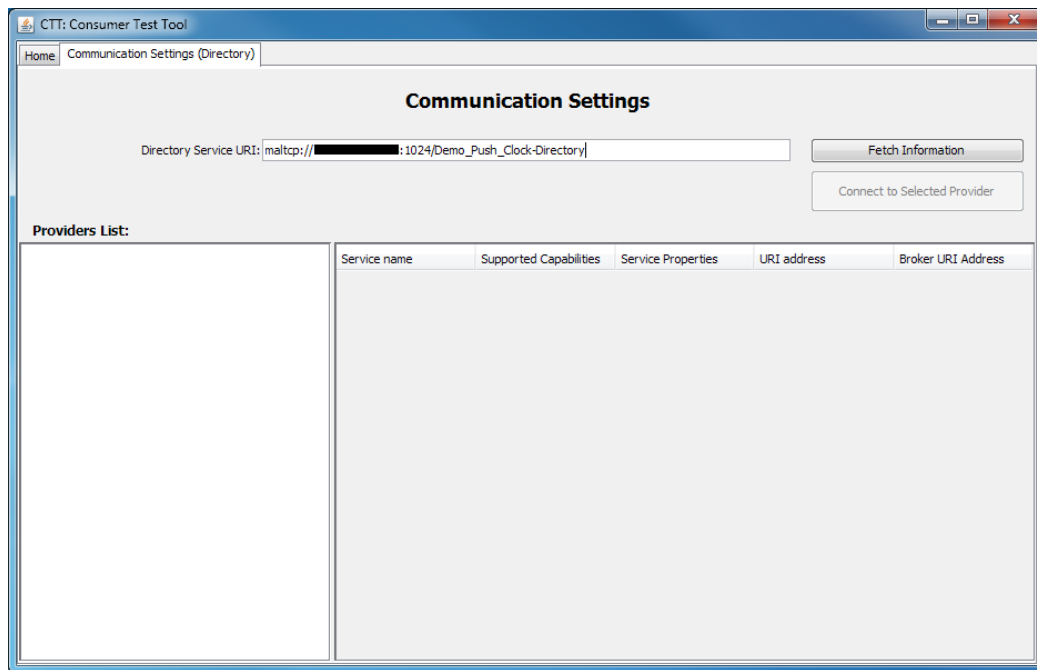 CTT: Consumer Test Tool
Home Communication Settings (Directory)
Communication Settings
Directory Service URI: maltcp:// :1024/Demo_Push_Clock-Directory Fetch Information
Connect to Selected Provider
Providers List:
Service name Supported Capabilities Service Properties URI address Broker URI Address